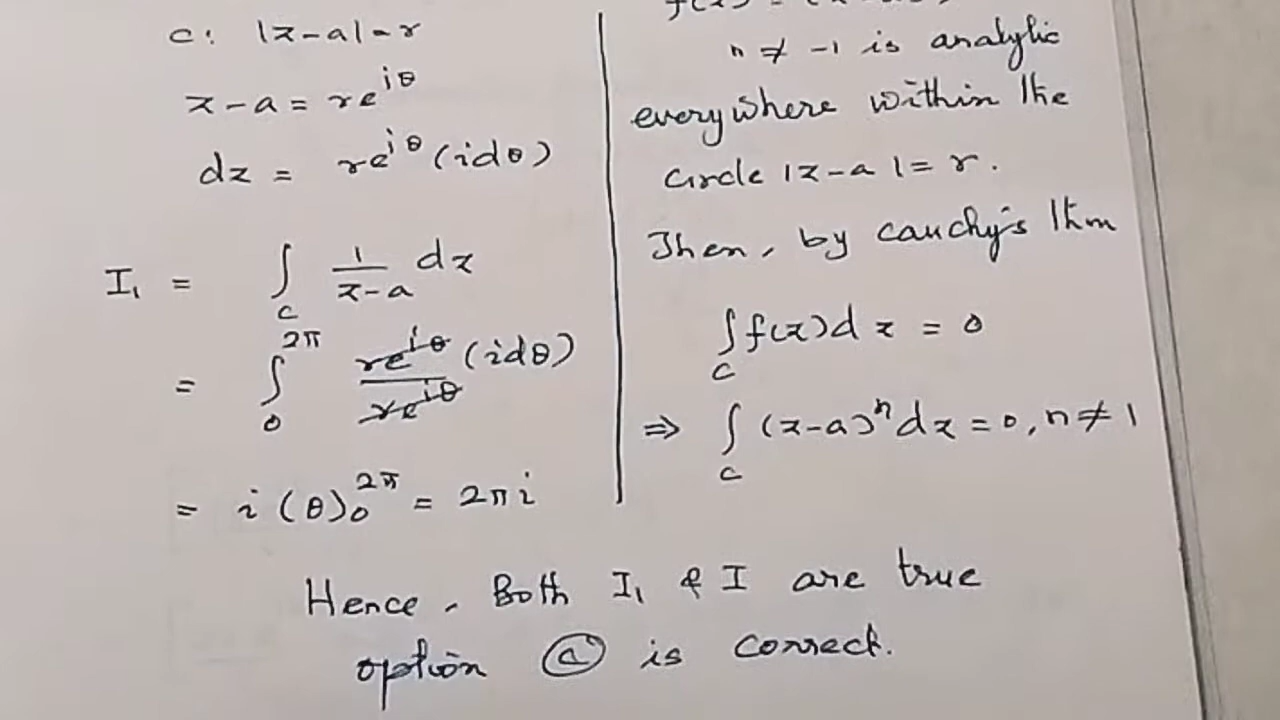 c: |z-a|=r
z-a = re^{iθ}
dz = re^{iθ}(idθ)
I₁ = ∫_c 1/(z-a) dz
= ∫_0^{2π} re^{iθ}/re^{iθ} (idθ)
= i(θ)_0^{2π} = 2πi
n ≠ -1 is analytic
everywhere within the
circle |z-a|=r.
Then, by cauchy's thm
∫_c f(z)dz = 0
⇒ ∫_c (z-a)^n dz = 0, n≠1
Hence, Both I₁ & I are true
option ⓐ is correct.